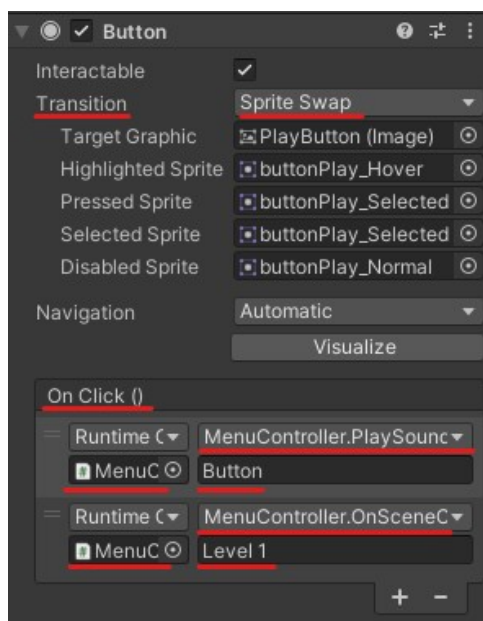 Button
Interactable
Transition Sprite Swap
Target Graphic PlayButton (Image)
Highlighted Sprite buttonPlay_Hover
Pressed Sprite buttonPlay_Selected
Selected Sprite buttonPlay_Selected
Disabled Sprite buttonPlay_Normal
Navigation Automatic
Visualize
On Click ()
Runtime C MenuController.PlaySounc
MenuC Button
Runtime C MenuController.OnSceneC
MenuC Level 1